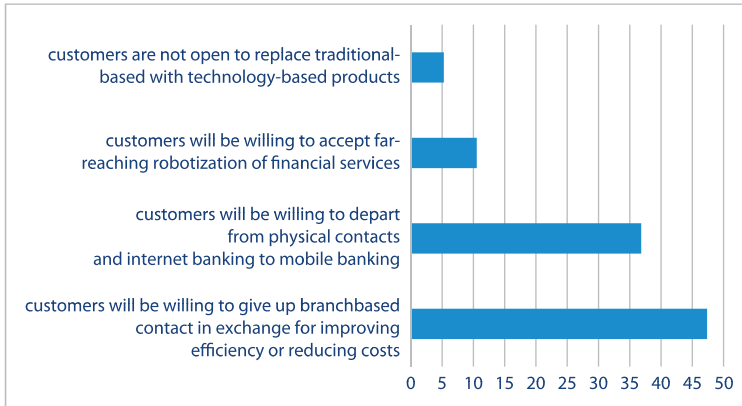 customers are not open to replace traditional-
based with technology-based products
customers will be willing to accept far-
reaching robotization of financial services
customers will be willing to depart
from physical contacts
and internet banking to mobile banking
customers will be willing to give up branchbased
contact in exchange for improving
efficiency or reducing costs
0 5 10 15 20 25 30 35 40 45 50